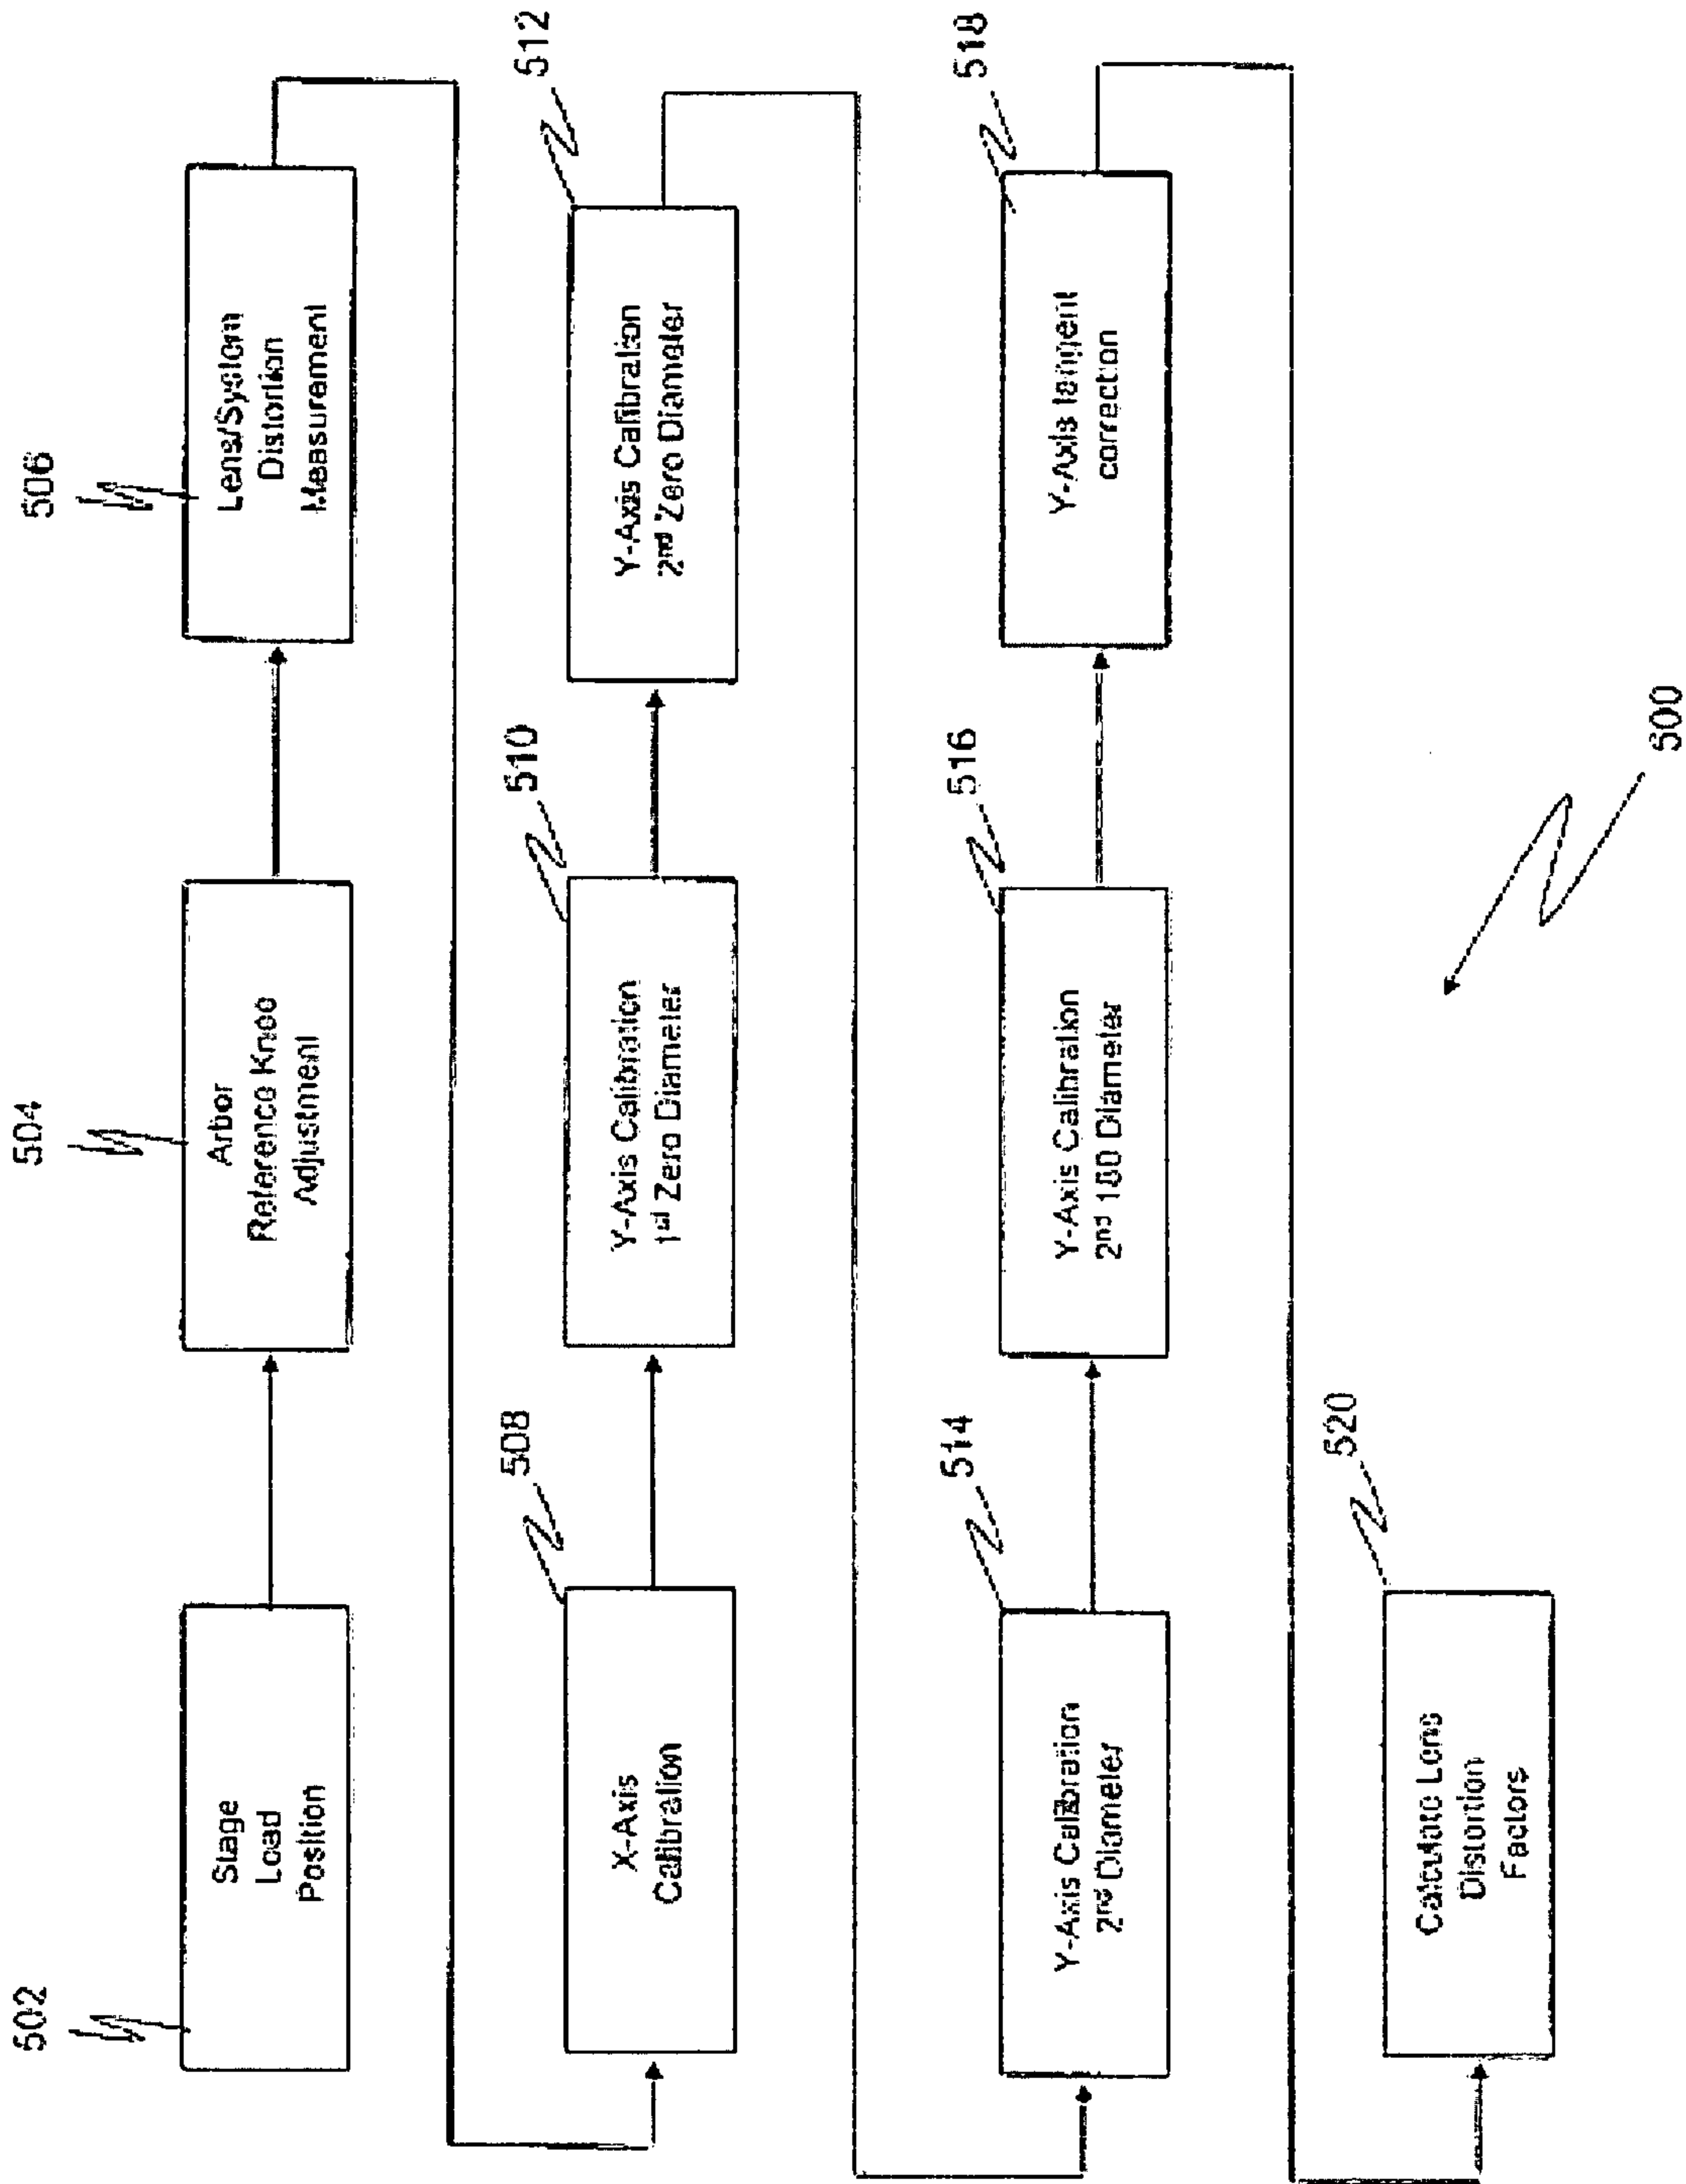 502
Stage
Load
Position
504
Arbor
Reference Knee
Adjustment
506
Lens/System
Distortion
Measurement
508
X-Axis
Calibration
510
Y-Axis Calibration
1st Zero Diameter
512
Y-Axis Calibration
2nd Zero Diameter
514
Y-Axis Calibration
2nd Diameter
516
Y-Axis Calibration
2nd 180 Diameter
518
Y-Axis tangent
correction
520
Calculate Lens
Distortion
Factors
500